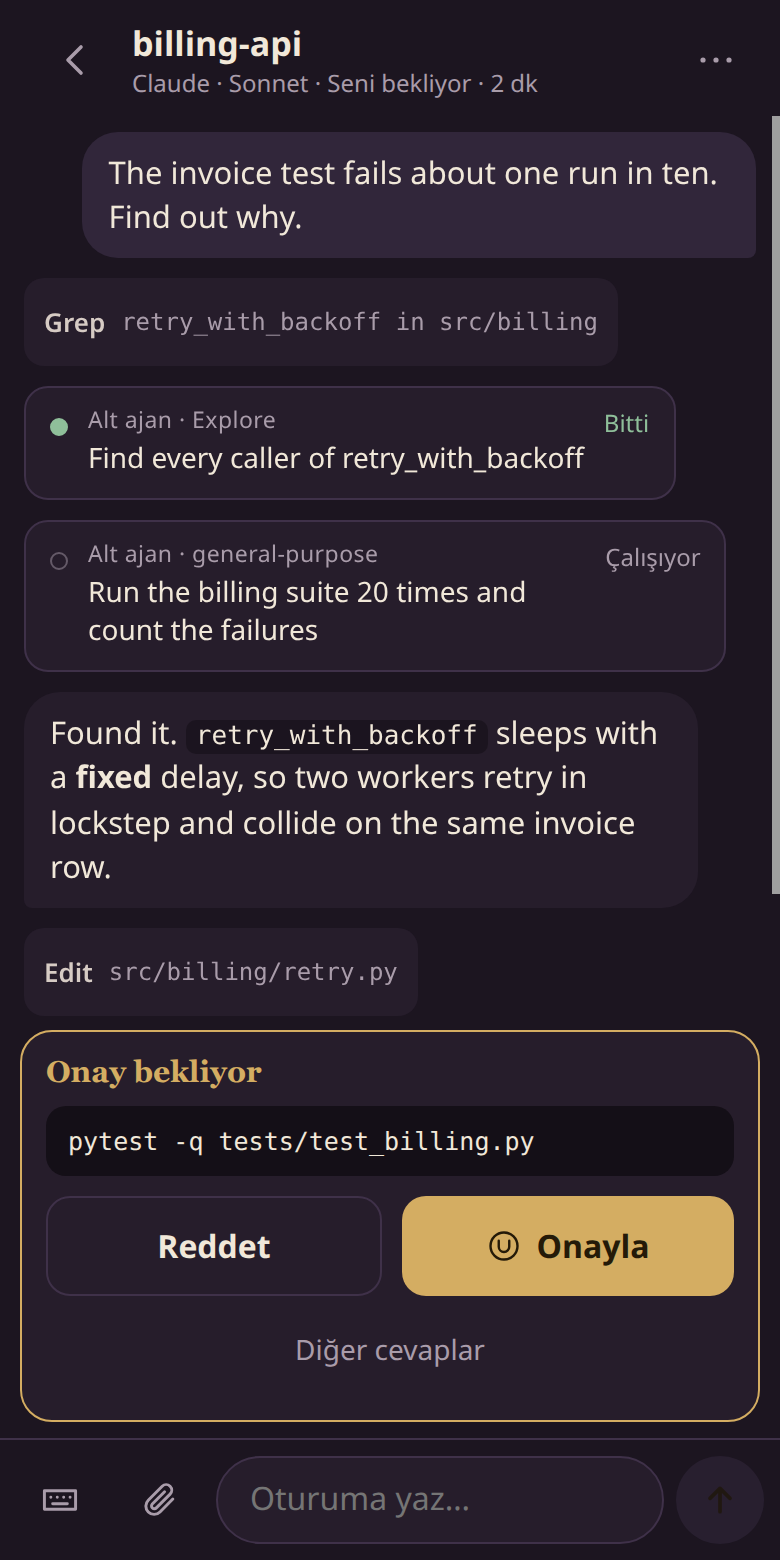 billing-api
Claude · Sonnet · Seni bekliyor · 2 dk
The invoice test fails about one run in ten.
Find out why.
Grep retry_with_backoff in src/billing
Alt ajan · Explore
Bitti
Find every caller of retry_with_backoff
Alt ajan · general-purpose
Çalışıyor
Run the billing suite 20 times and
count the failures
Found it. retry_with_backoff sleeps with
a fixed delay, so two workers retry in
lockstep and collide on the same invoice
row.
Edit src/billing/retry.py
Onay bekliyor
pytest -q tests/test_billing.py
Reddet
Onayla
Diğer cevaplar
Oturuma yaz...